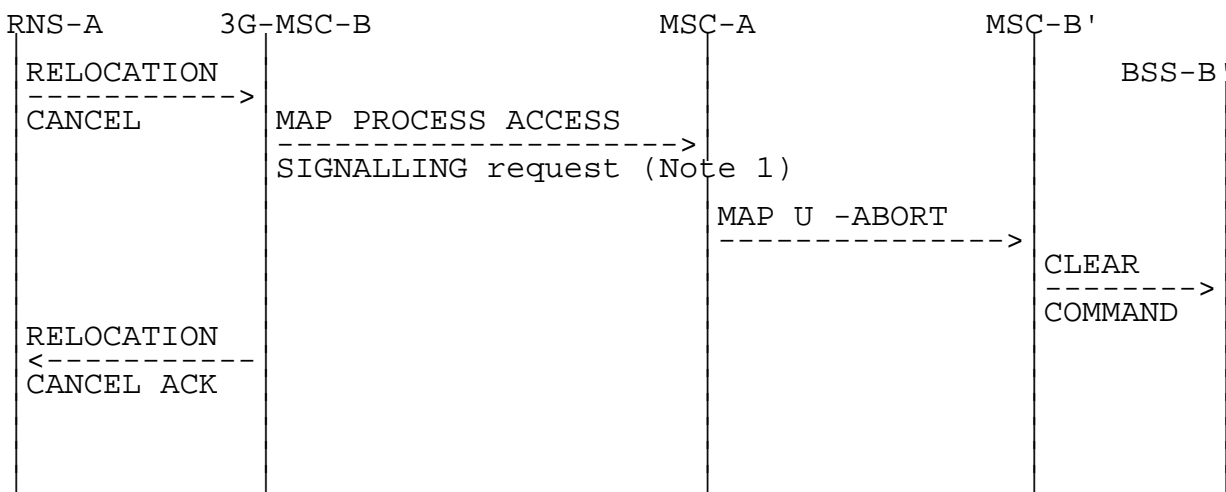 RNS-A 3G-MSC-B MSC-A MSC-B'
BSS-B'
RELOCATION
CANCEL
MAP PROCESS ACCESS
SIGNALLING request (Note 1)
MAP U -ABORT
CLEAR
COMMAND
RELOCATION
CANCEL ACK